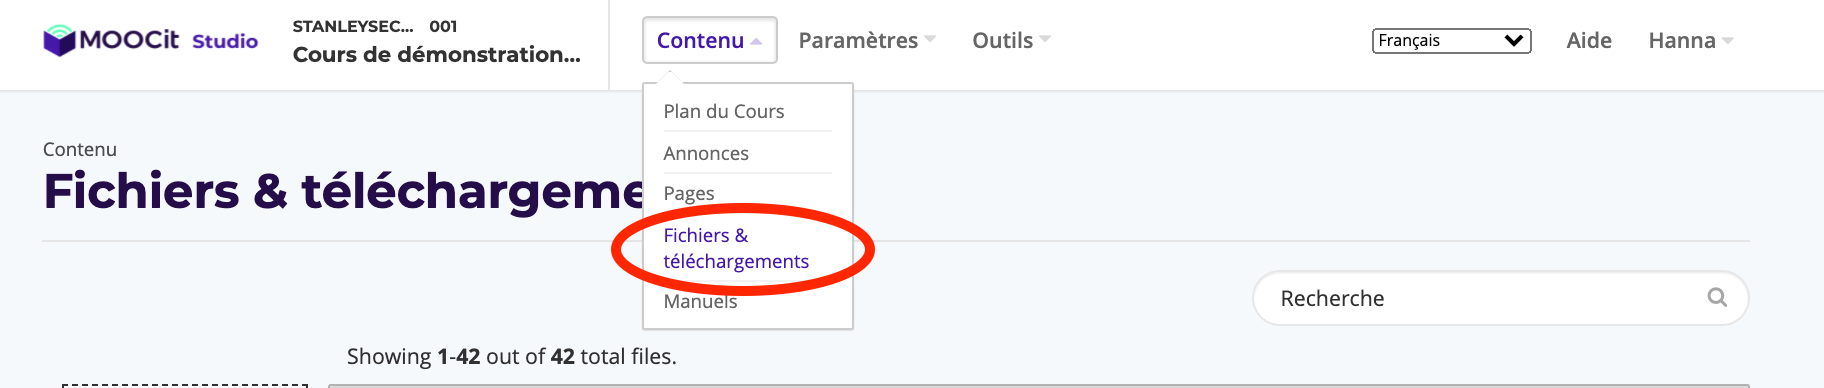 MOOCit Studio
STANLEYSEC... 001
Cours de démonstration...
Contenu
Paramètres
Outils
Français
Aide
Hanna
Plan du Cours
Annonces
Pages
Fichiers &
téléchargements
Manuels
Contenu
Fichiers & téléchargeme
Recherche
Showing 1-42 out of 42 total files.